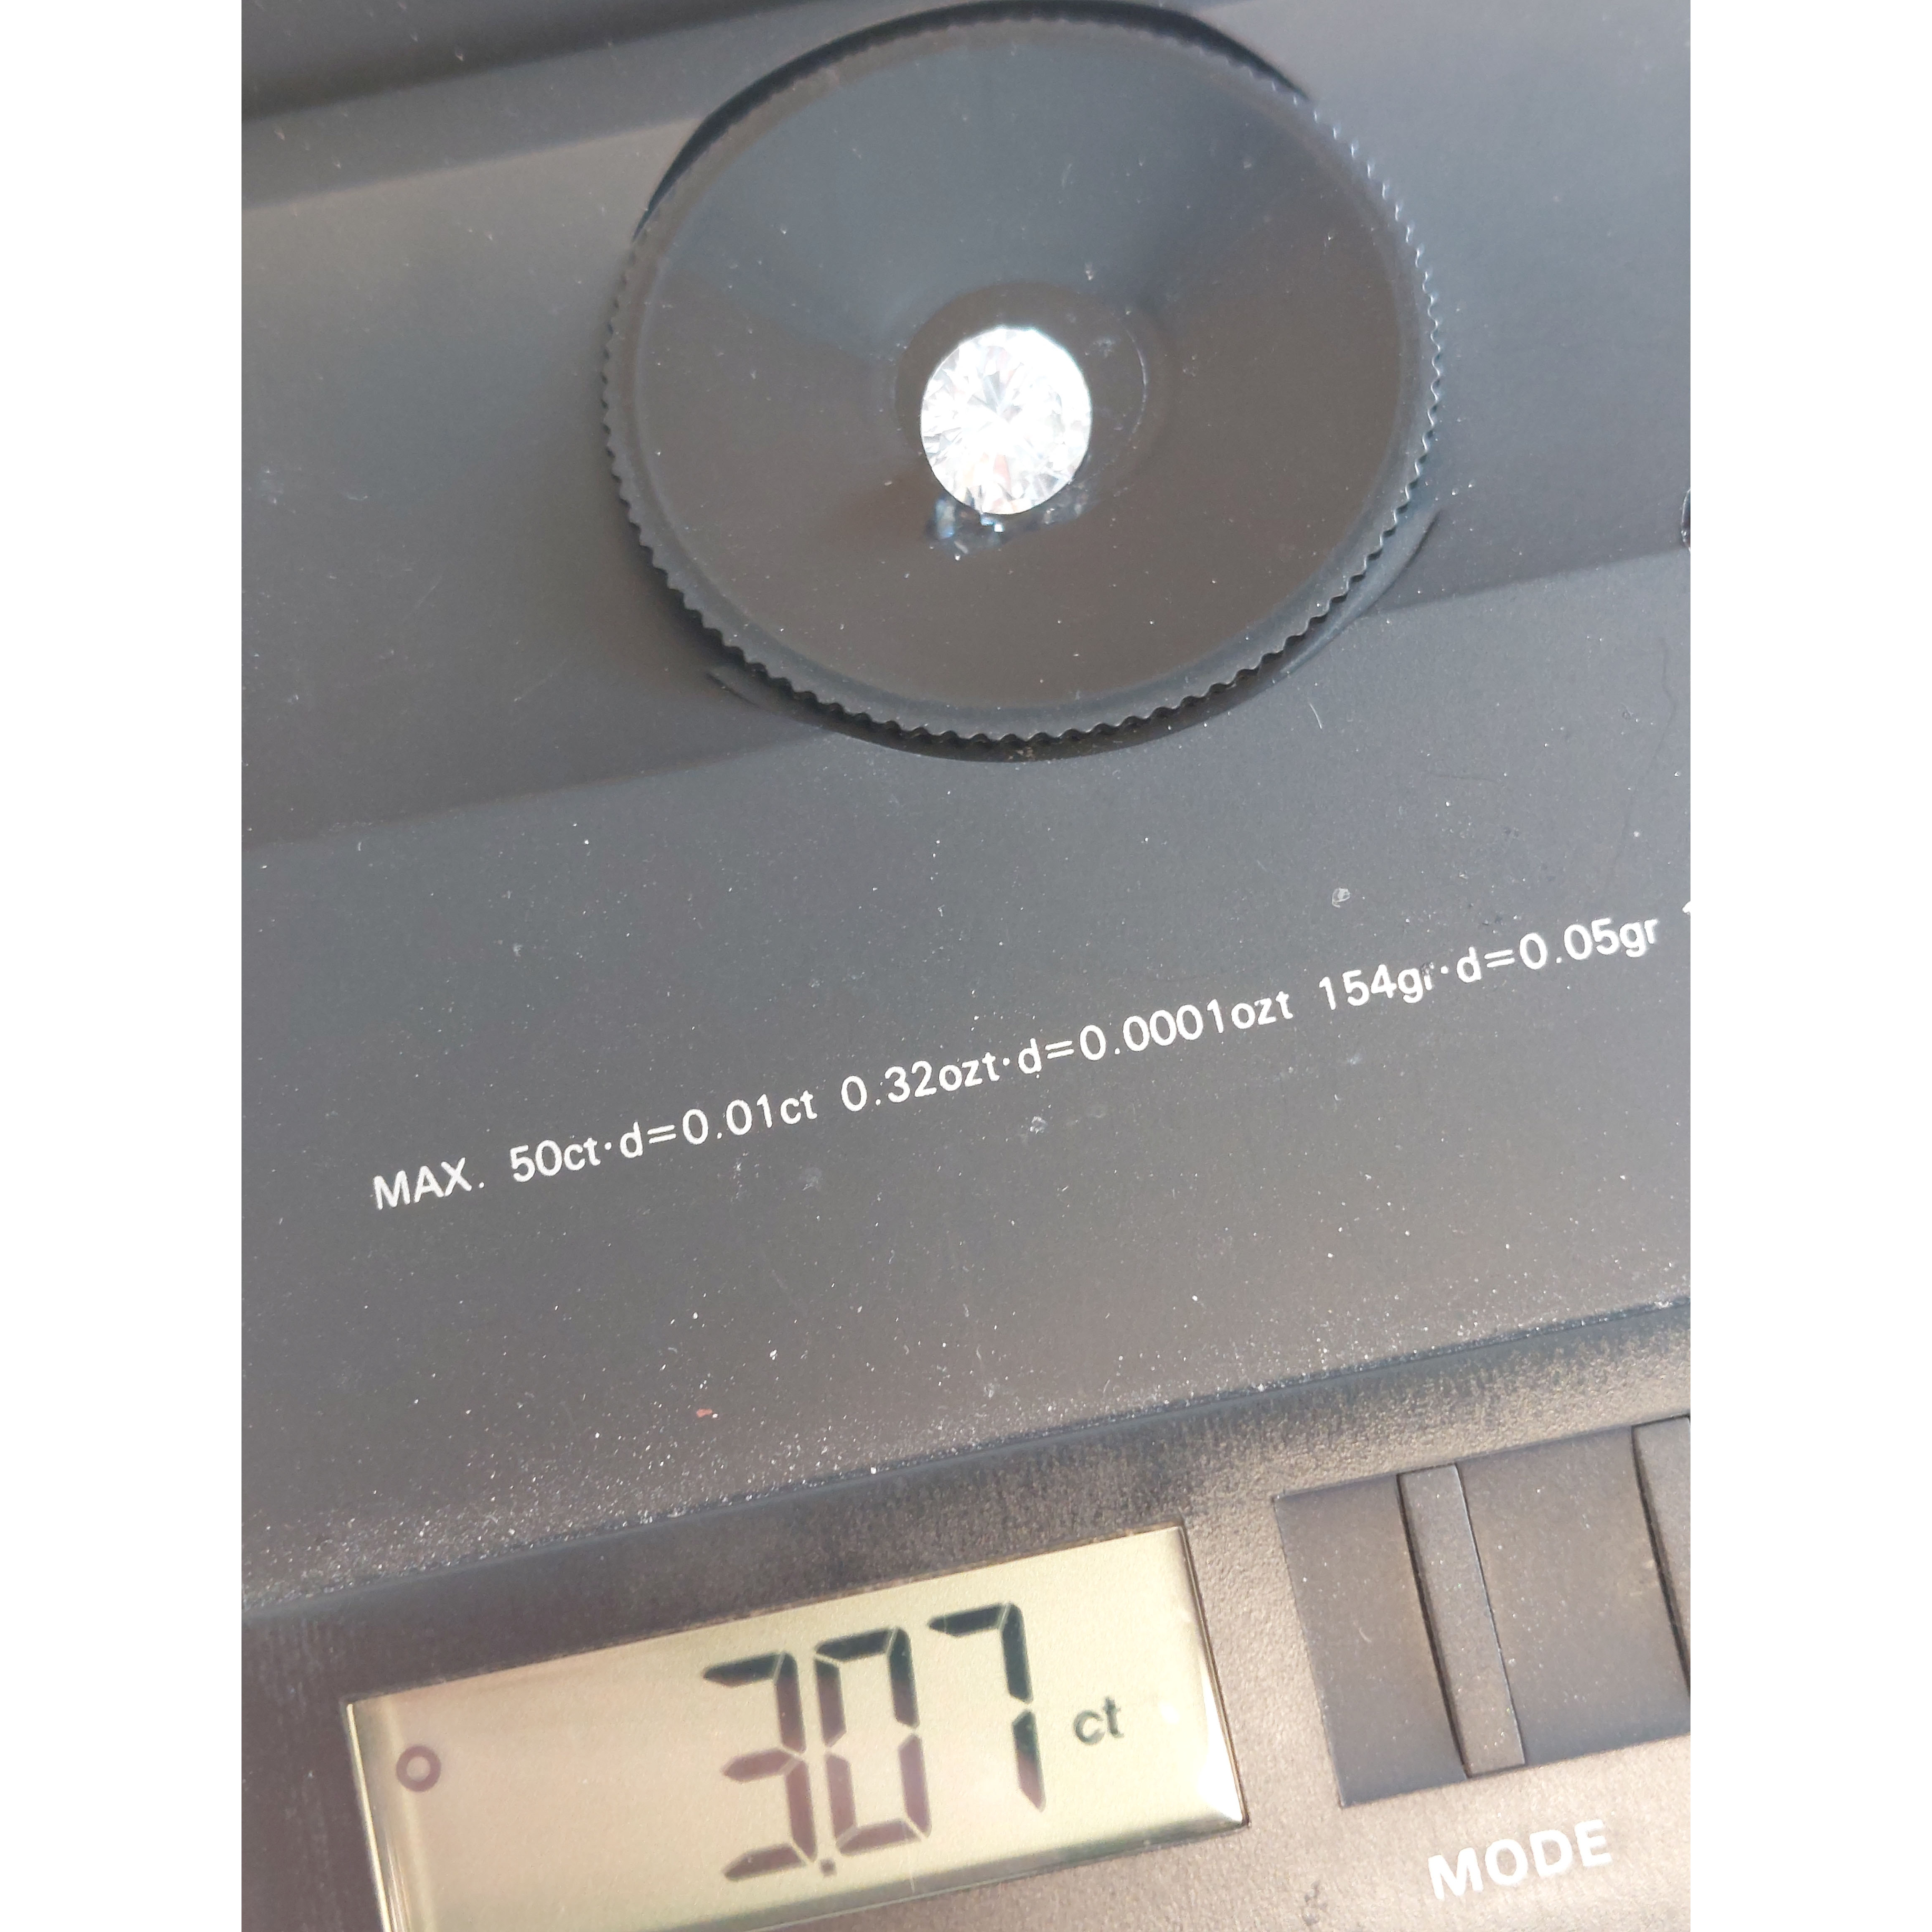 MAX. 50ct·d=0.01ct 0.32ozt·d=0.0001ozt 154gr·d=0.05gr
3.07 ct
MODE